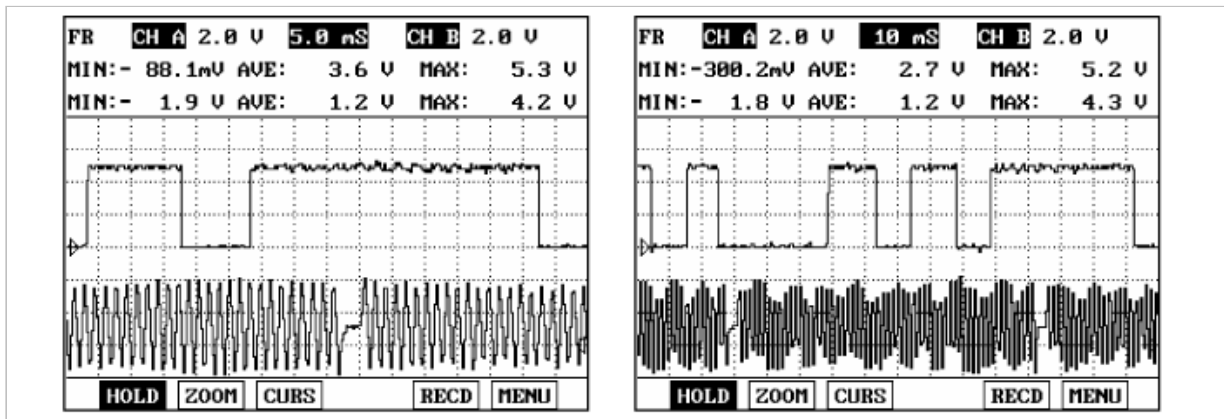 FR CH A 2.0 V 5.0 mS CH B 2.0 V
MIN:- 88.1mV AVE: 3.6 V MAX: 5.3 V
MIN:- 1.9 V AVE: 1.2 V MAX: 4.2 V
HOLD ZOOM CURS RECD MENU
FR CH A 2.0 V 10 mS CH B 2.0 V
MIN:-300.2mV AVE: 2.7 V MAX: 5.2 V
MIN:- 1.8 V AVE: 1.2 V MAX: 4.3 V
HOLD ZOOM CURS RECD MENU